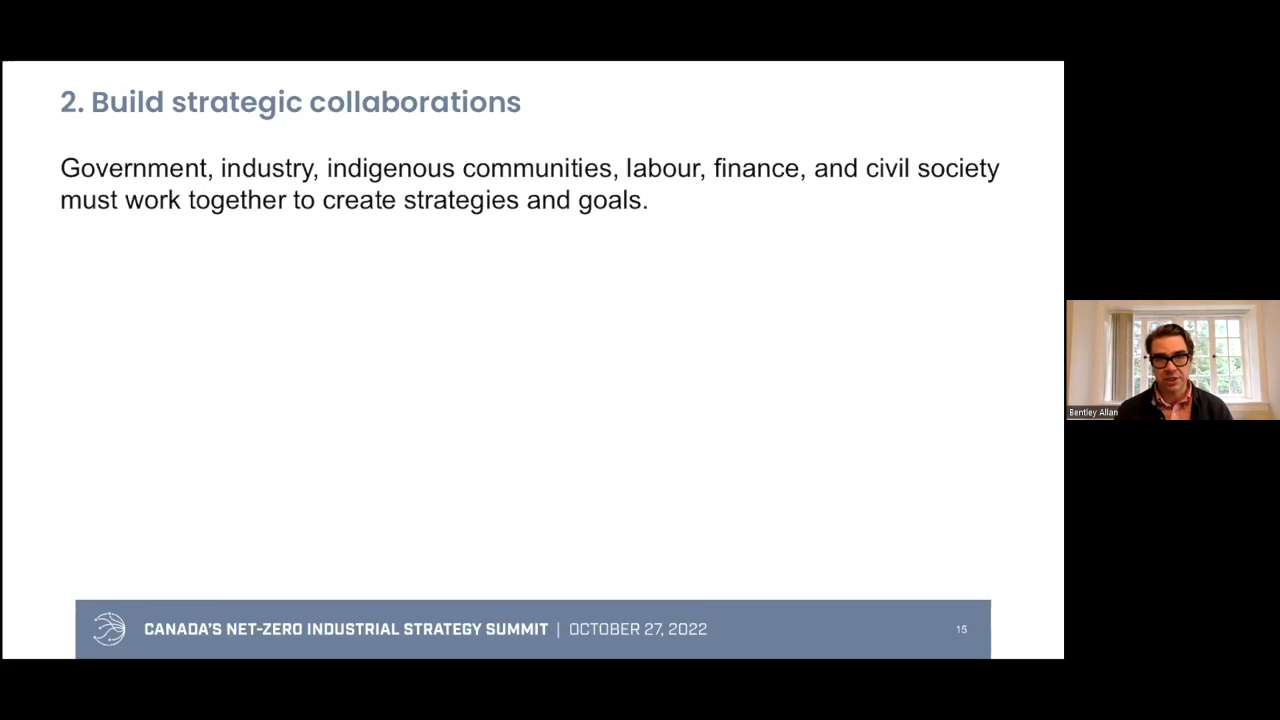 2. Build strategic collaborations
Government, industry, indigenous communities, labour, finance, and civil society
must work together to create strategies and goals.
Bentley Allan
CANADA'S NET-ZERO INDUSTRIAL STRATEGY SUMMIT | OCTOBER 27, 2022
15